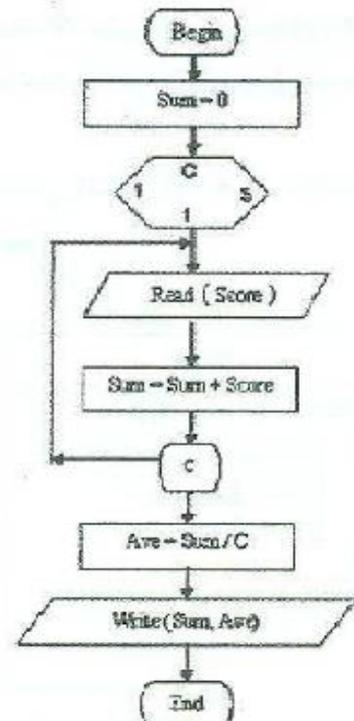 Begin
Sum = 0
C
1 5
1
Read ( Score )
Sum = Sum + Score
C
Ave = Sum / C
Write(Sum, Ave)
End